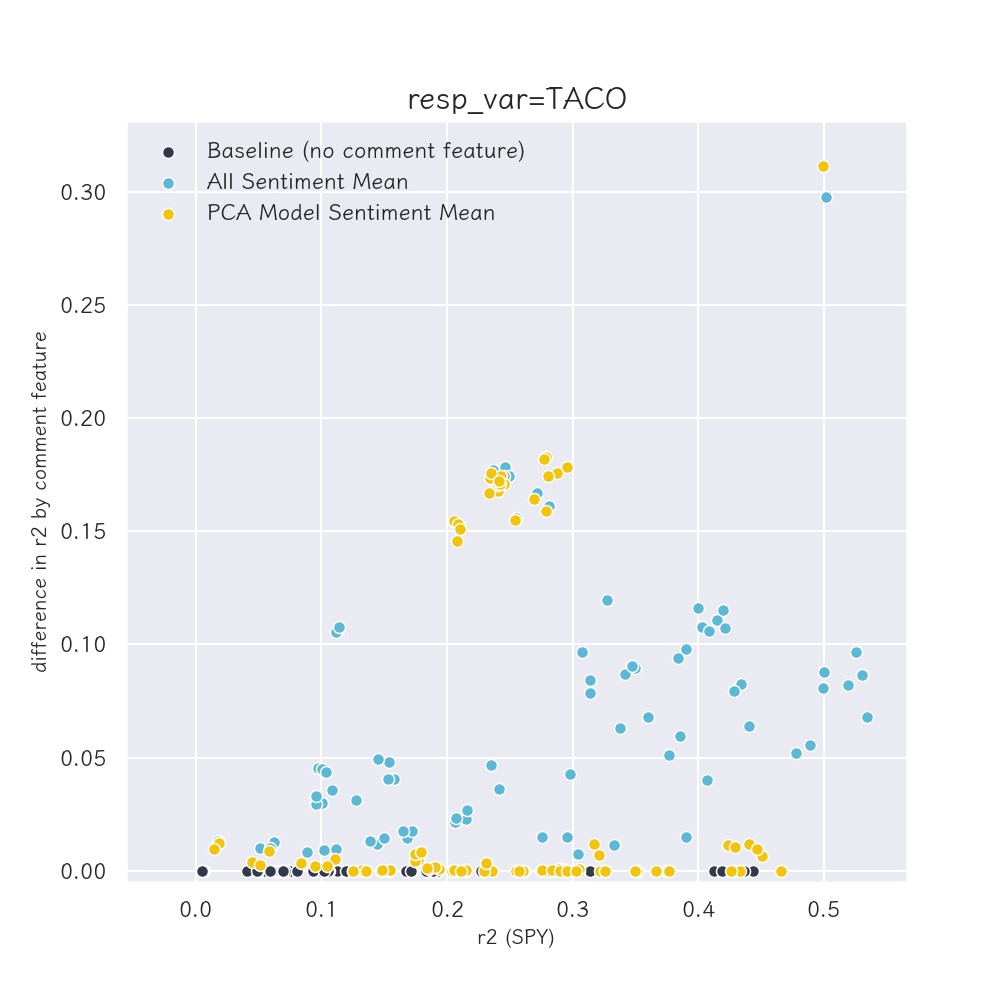 resp_var=TACO
Baseline (no comment feature)
All Sentiment Mean
PCA Model Sentiment Mean
difference in r2 by comment feature
0.30
0.25
0.20
0.15
0.10
0.05
0.00
0.0 0.1 0.2 0.3 0.4 0.5
r2 (SPY)